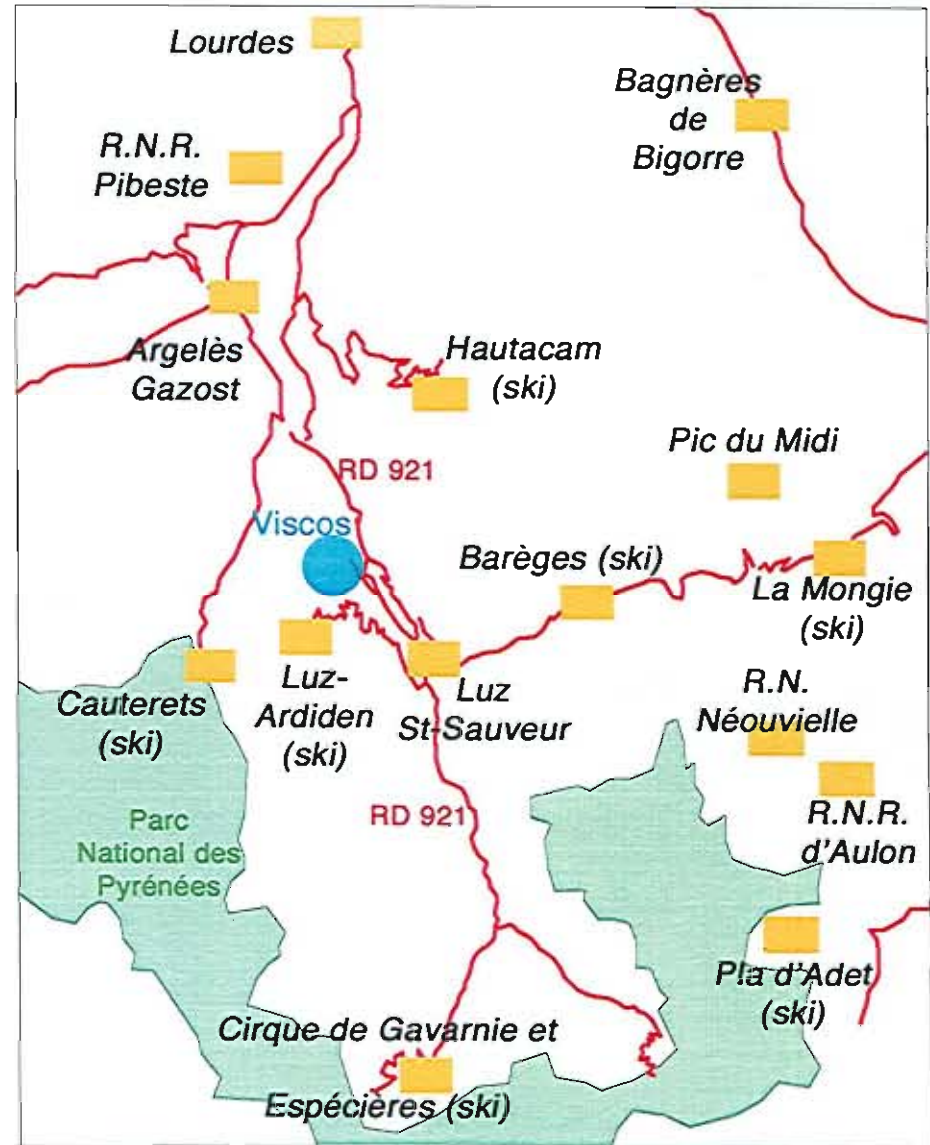 Lourdes
Bagnères
de
Bigorre
R.N.R.
Pibeste
Argelès
Gazost
Hautacam
(ski)
Pic du Midi
RD 921
Viscos
Barèges (ski)
La Mongie
(ski)
Luz-
Ardiden
(ski)
Luz
St-Sauveur
R.N.
Néouvielle
Cauterets
(ski)
RD 921
R.N.R.
d'Aulon
Parc
National des
Pyrénées
Pla d'Adet
(ski)
Cirque de Gavarnie et
Espécières (ski)